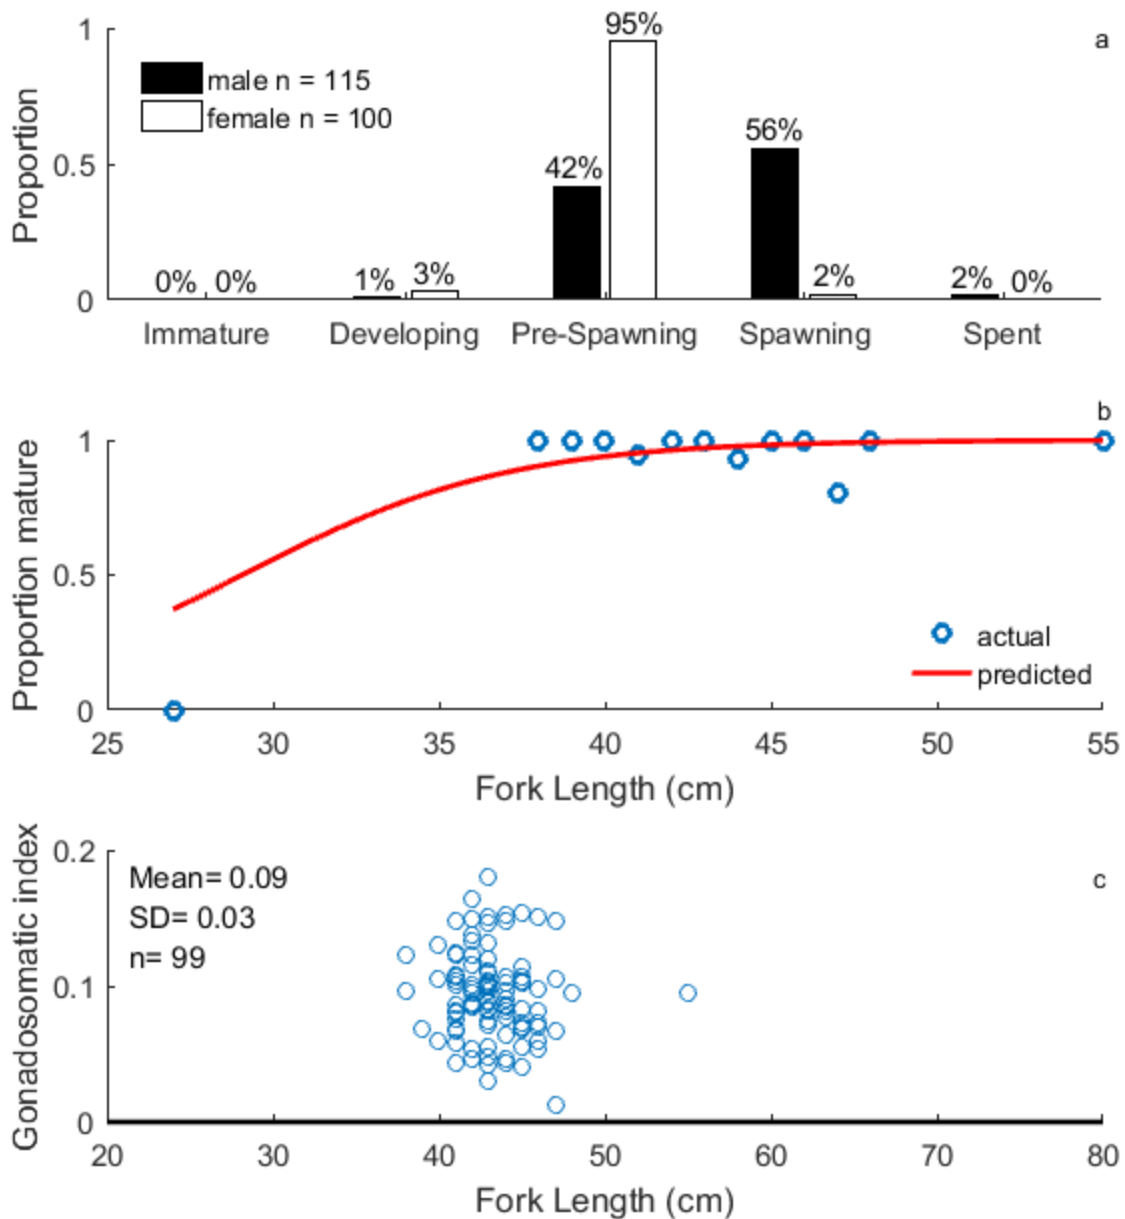 a
1
0.5
0
Proportion
male n = 115
female n = 100
0% 0%
1% 3%
42% 95%
56% 2%
2% 0%
Immature Developing Pre-Spawning Spawning Spent
b
1
0.5
0
Proportion mature
actual
predicted
25 30 35 40 45 50 55
Fork Length (cm)
c
0.2
0.1
0
Gonadosomatic index
Mean= 0.09
SD= 0.03
n= 99
20 30 40 50 60 70 80
Fork Length (cm)